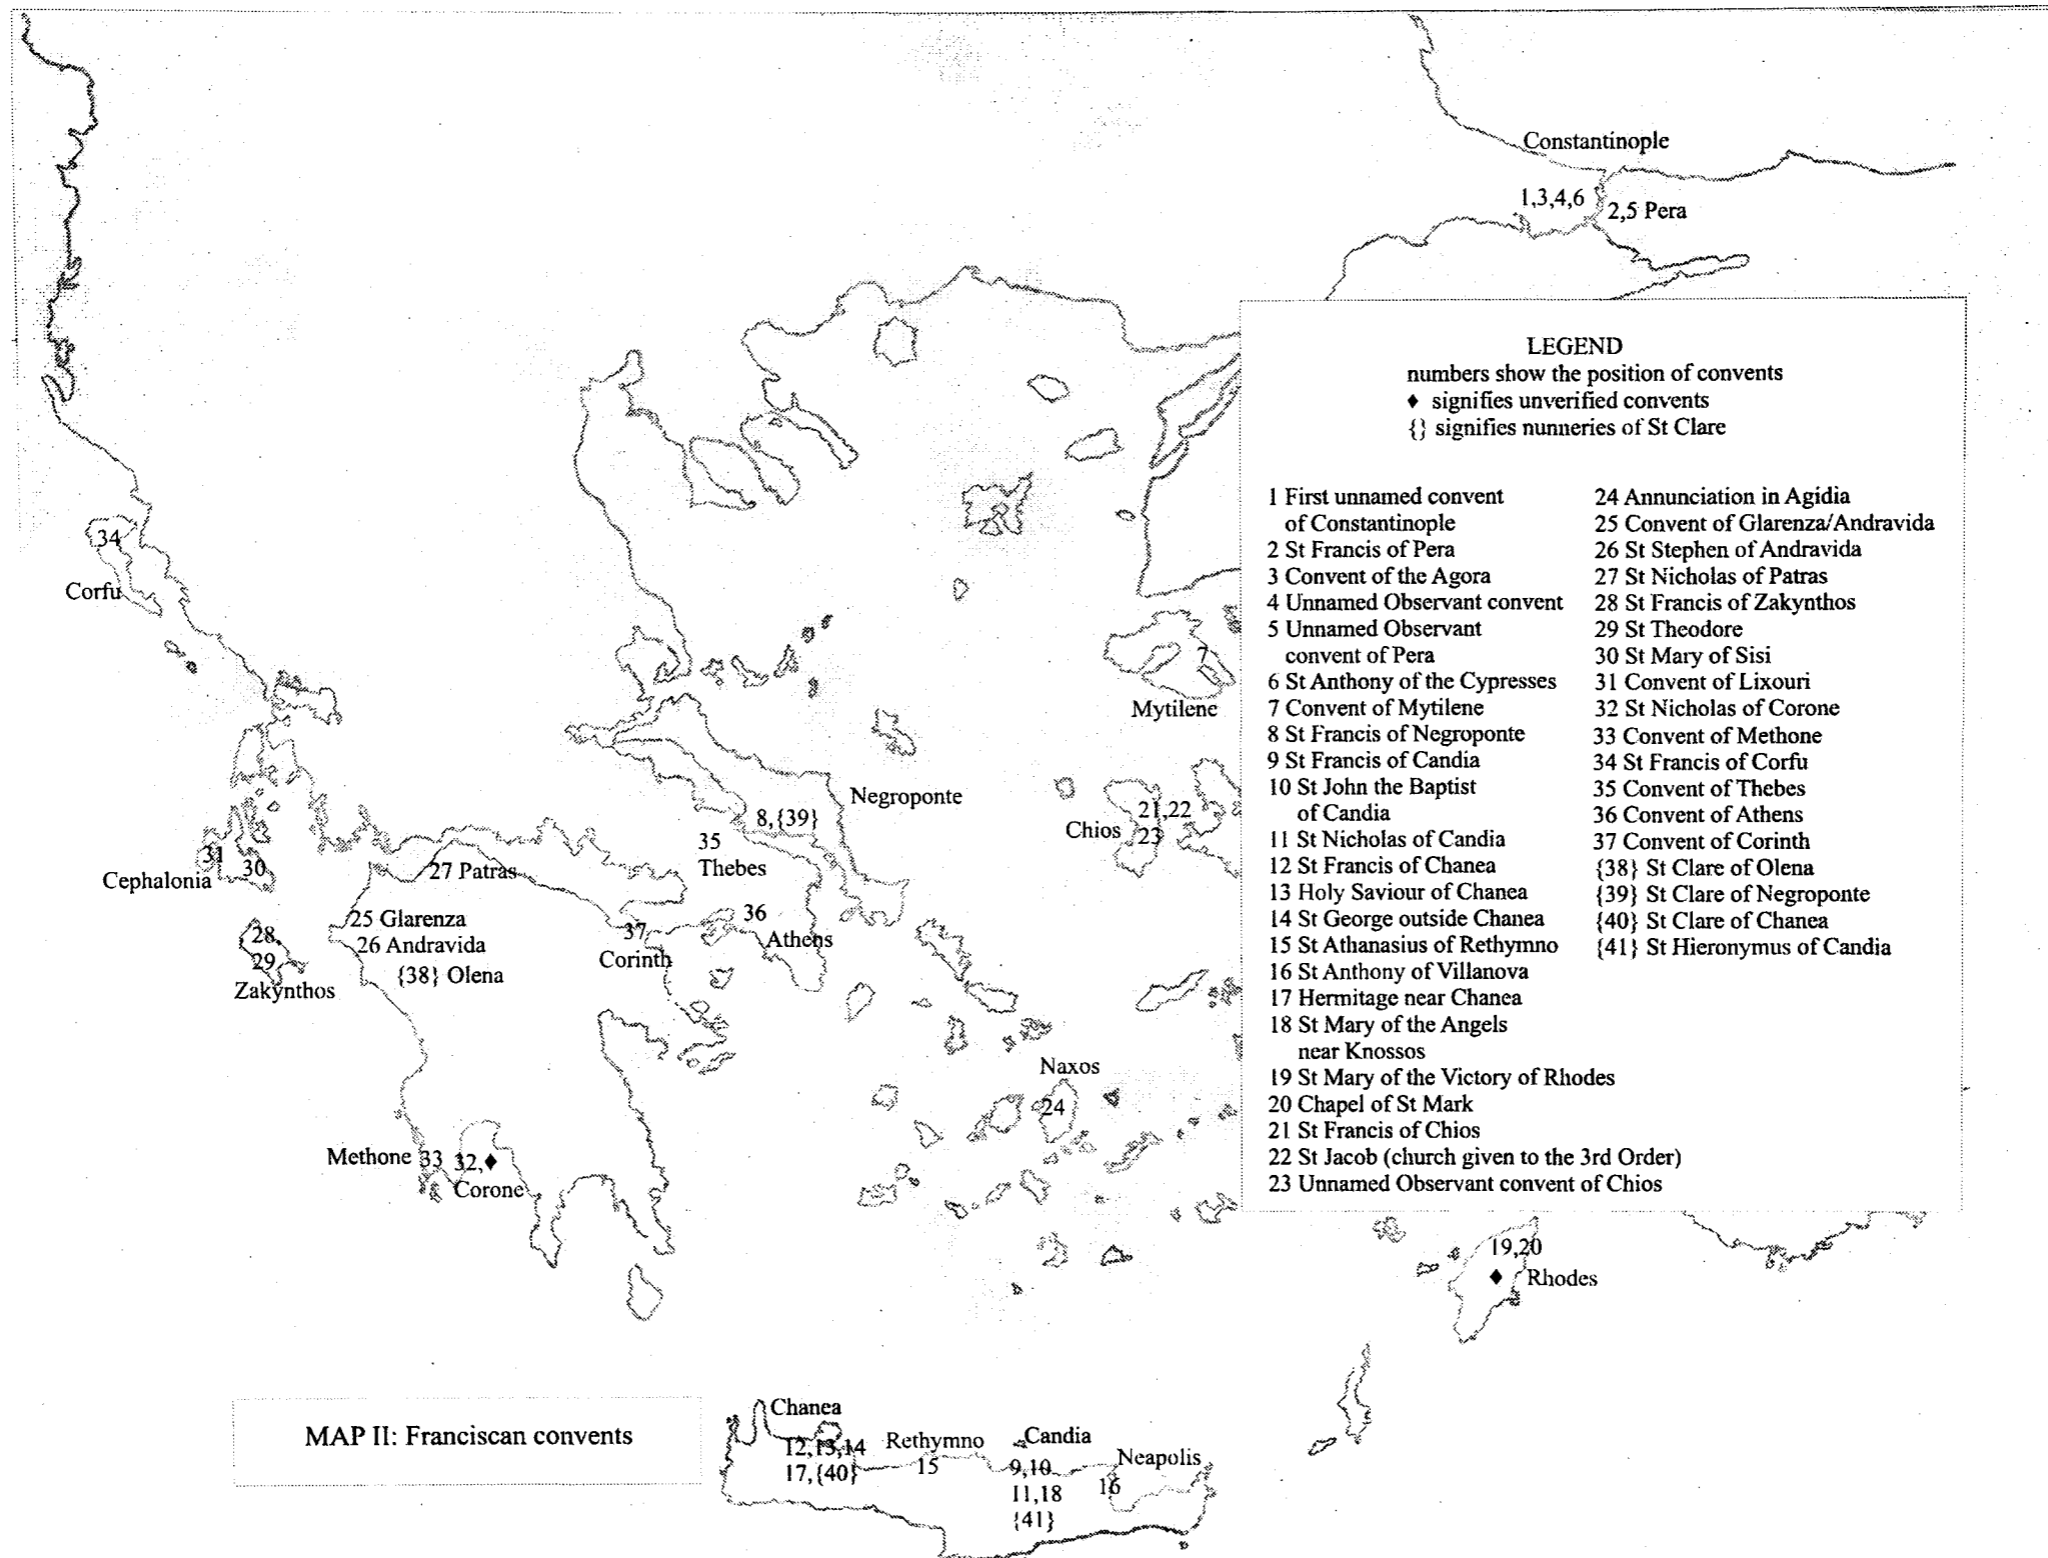 Constantinople
1,3,4,6
2,5 Pera
LEGEND
numbers show the position of convents
♦ signifies unverified convents
{} signifies nunneries of St Clare
1 First unnamed convent
of Constantinople
2 St Francis of Pera
3 Convent of the Agora
4 Unnamed Observant convent
5 Unnamed Observant
convent of Pera
6 St Anthony of the Cypresses
7 Convent of Mytilene
8 St Francis of Negroponte
9 St Francis of Candia
10 St John the Baptist
of Candia
11 St Nicholas of Candia
12 St Francis of Chanea
13 Holy Saviour of Chanea
14 St George outside Chanea
15 St Athanasius of Rethymno
16 St Anthony of Villanova
17 Hermitage near Chanea
18 St Mary of the Angels
near Knossos
19 St Mary of the Victory of Rhodes
20 Chapel of St Mark
21 St Francis of Chios
22 St Jacob (church given to the 3rd Order)
23 Unnamed Observant convent of Chios
24 Annunciation in Agidia
25 Convent of Glarenza/Andravida
26 St Stephen of Andravida
27 St Nicholas of Patras
28 St Francis of Zakynthos
29 St Theodore
30 St Mary of Sisi
31 Convent of Lixouri
32 St Nicholas of Corone
33 Convent of Methone
34 St Francis of Corfu
35 Convent of Thebes
36 Convent of Athens
37 Convent of Corinth
{38} St Clare of Olena
{39} St Clare of Negroponte
{40} St Clare of Chanea
{41} St Hieronymus of Candia
34
Corfu
7
Mytilene
Negroponte
8,{39}
35
Thebes
21,22
Chios
23
31
30
Cephalonia
27 Patras
25 Glarenza
26 Andravida
{38} Olena
28
29
Zakynthos
37
Corinth
36
Athens
Naxos
24
Methone 33
32,♦
Corone
19,20
♦ Rhodes
MAP II: Franciscan convents
Chanea
12,13,14
17,{40}
Rethymno
15
Candia
9,10
11,18
{41}
Neapolis
16